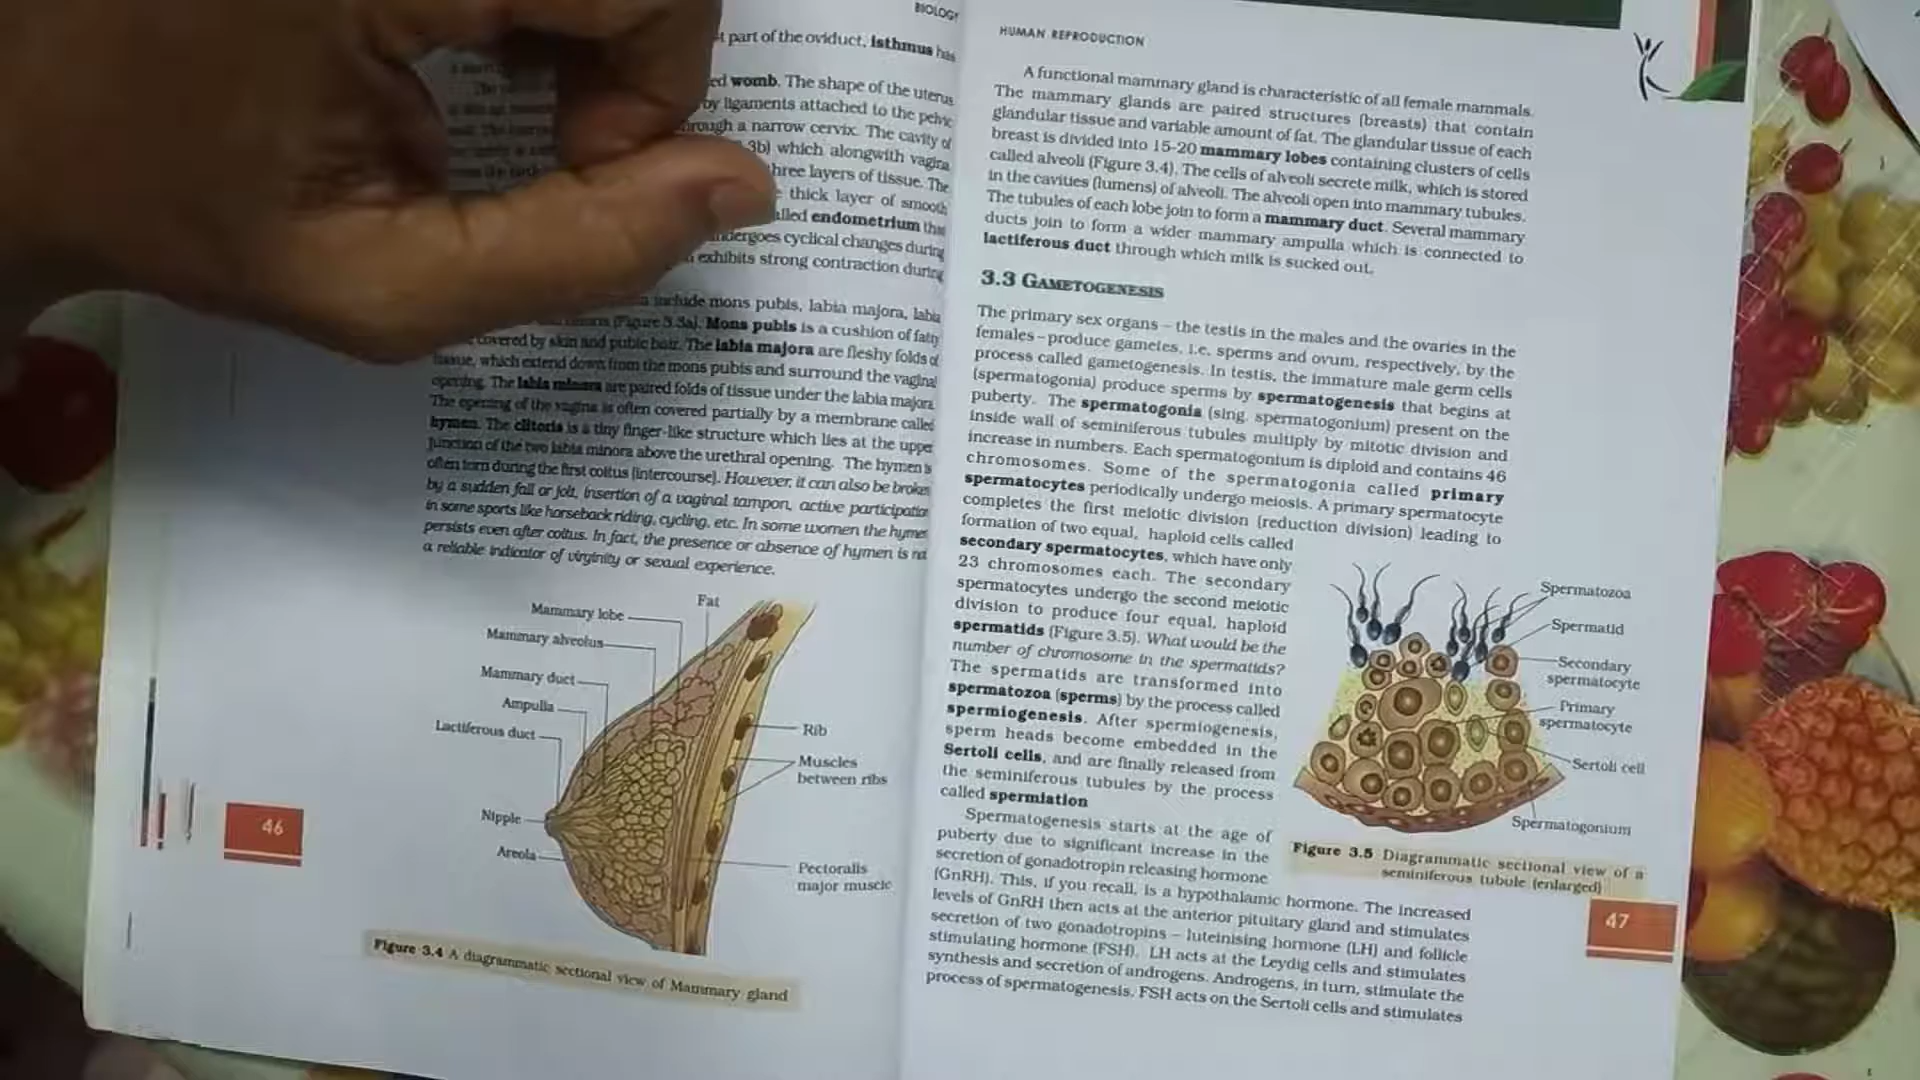 BIOLOGY
t part of the oviduct, isthmus has
ed womb. The shape of the uterus
by ligaments attached to the pelvic
through a narrow cervix. The cavity of
3b) which alongwith vagina
hree layers of tissue. The
thick layer of smooth
alled endometrium that
undergoes cyclical changes during
exhibits strong contraction during
include mons pubis, labia majora, labia
(Figure 3.3a). Mons pubis is a cushion of fatty
covered by skin and pubic hair. The labia majora are fleshy folds of
tissue, which extend down from the mons pubis and surround the vaginal
opening. The labia minora are paired folds of tissue under the labia majora.
The opening of the vagina is often covered partially by a membrane called
hymen. The clitoris is a tiny finger-like structure which lies at the upper
junction of the two labia minora above the urethral opening. The hymen is
often torn during the first coitus (intercourse). However, it can also be broken
by a sudden fall or jolt, insertion of a vaginal tampon, active participation
in some sports like horseback riding, cycling, etc. In some women the hymen
persists even after coitus. In fact, the presence or absence of hymen is not
a reliable indicator of virginity or sexual experience.
Fat
Mammary lobe
Mammary alveolus
Mammary duct
Ampulla
Lactiferous duct
Rib
Muscles
between ribs
Nipple
Areola
Pectoralis
major muscle
46
Figure 3.4 A diagrammatic sectional view of Mammary gland
HUMAN REPRODUCTION
A functional mammary gland is characteristic of all female mammals.
The mammary glands are paired structures (breasts) that contain
glandular tissue and variable amount of fat. The glandular tissue of each
breast is divided into 15-20 mammary lobes containing clusters of cells
called alveoli (Figure 3.4). The cells of alveoli secrete milk, which is stored
in the cavities (lumens) of alveoli. The alveoli open into mammary tubules.
The tubules of each lobe join to form a mammary duct. Several mammary
ducts join to form a wider mammary ampulla which is connected to
lactiferous duct through which milk is sucked out.
3.3 GAMETOGENESIS
The primary sex organs – the testis in the males and the ovaries in the
females – produce gametes, i.e, sperms and ovum, respectively, by the
process called gametogenesis. In testis, the immature male germ cells
(spermatogonia) produce sperms by spermatogenesis that begins at
puberty. The spermatogonia (sing. spermatogonium) present on the
inside wall of seminiferous tubules multiply by mitotic division and
increase in numbers. Each spermatogonium is diploid and contains 46
chromosomes. Some of the spermatogonia called primary
spermatocytes periodically undergo meiosis. A primary spermatocyte
completes the first meiotic division (reduction division) leading to
formation of two equal, haploid cells called
secondary spermatocytes, which have only
23 chromosomes each. The secondary
spermatocytes undergo the second meiotic
division to produce four equal, haploid
spermatids (Figure 3.5). What would be the
number of chromosome in the spermatids?
The spermatids are transformed into
spermatozoa (sperms) by the process called
spermiogenesis. After spermiogenesis,
sperm heads become embedded in the
Sertoli cells, and are finally released from
the seminiferous tubules by the process
called spermiation
Spermatozoa
Spermatid
Secondary
spermatocyte
Primary
spermatocyte
Sertoli cell
Spermatogonium
Figure 3.5 Diagrammatic sectional view of a
seminiferous tubule (enlarged)
Spermatogenesis starts at the age of
puberty due to significant increase in the
secretion of gonadotropin releasing hormone
(GnRH). This, if you recall, is a hypothalamic hormone. The increased
levels of GnRH then acts at the anterior pituitary gland and stimulates
secretion of two gonadotropins – luteinising hormone (LH) and follicle
stimulating hormone (FSH). LH acts at the Leydig cells and stimulates
synthesis and secretion of androgens. Androgens, in turn, stimulate the
process of spermatogenesis. FSH acts on the Sertoli cells and stimulates
47